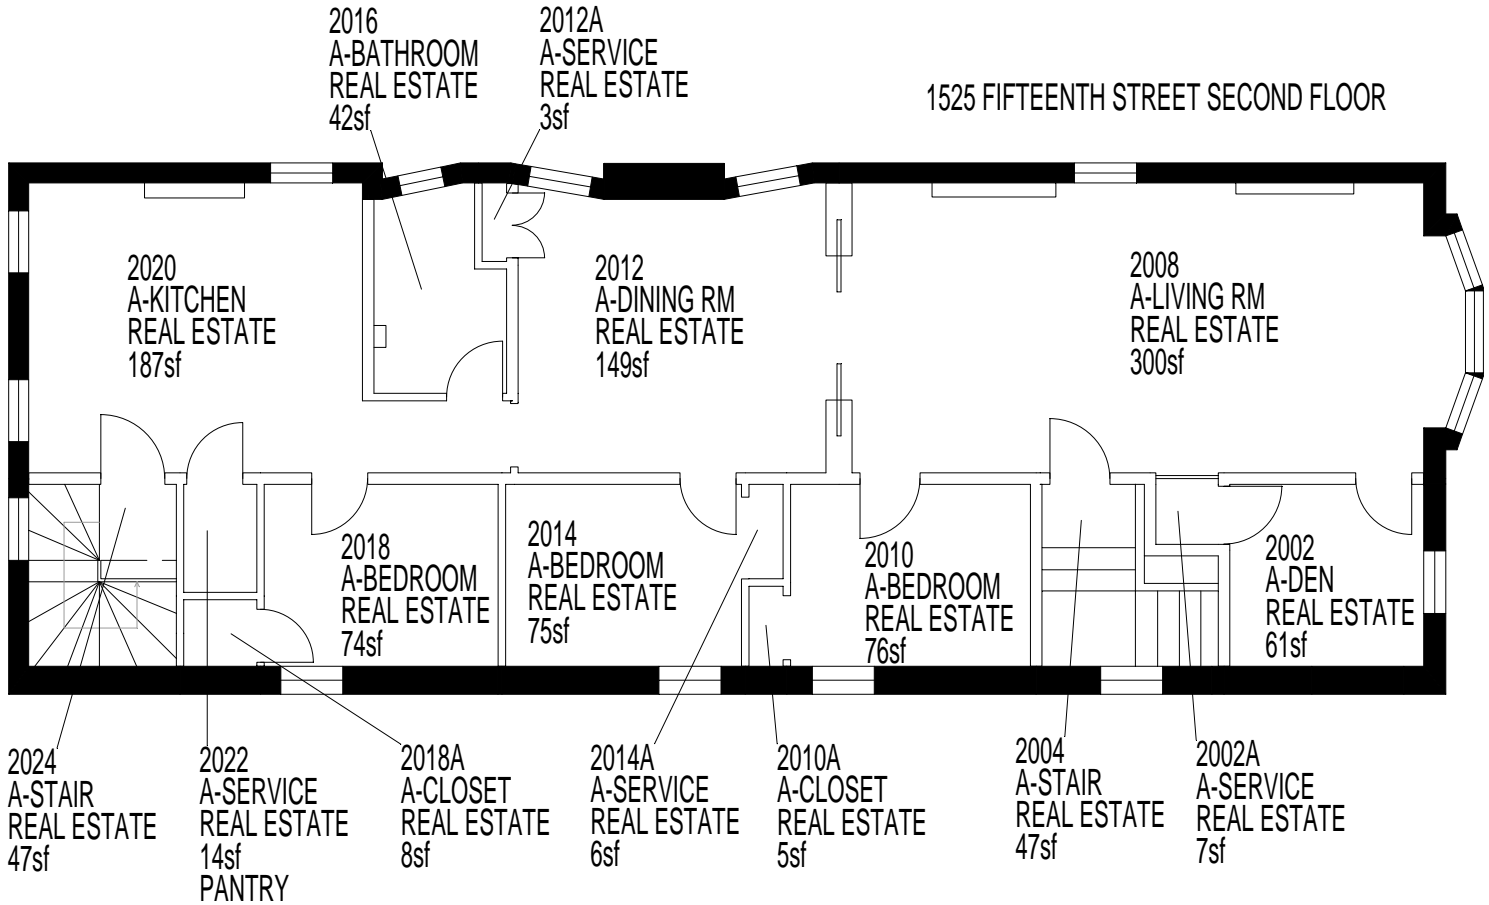 2016
A-BATHROOM
REAL ESTATE
42sf
2012A
A-SERVICE
REAL ESTATE
3sf
1525 FIFTEENTH STREET SECOND FLOOR
2020
A-KITCHEN
REAL ESTATE
187sf
2012
A-DINING RM
REAL ESTATE
149sf
2008
A-LIVING RM
REAL ESTATE
300sf
2018
A-BEDROOM
REAL ESTATE
74sf
2014
A-BEDROOM
REAL ESTATE
75sf
2010
A-BEDROOM
REAL ESTATE
76sf
2002
A-DEN
REAL ESTATE
61sf
2024
A-STAIR
REAL ESTATE
47sf
2022
A-SERVICE
REAL ESTATE
14sf
PANTRY
2018A
A-CLOSET
REAL ESTATE
8sf
2014A
A-SERVICE
REAL ESTATE
6sf
2010A
A-CLOSET
REAL ESTATE
5sf
2004
A-STAIR
REAL ESTATE
47sf
2002A
A-SERVICE
REAL ESTATE
7sf